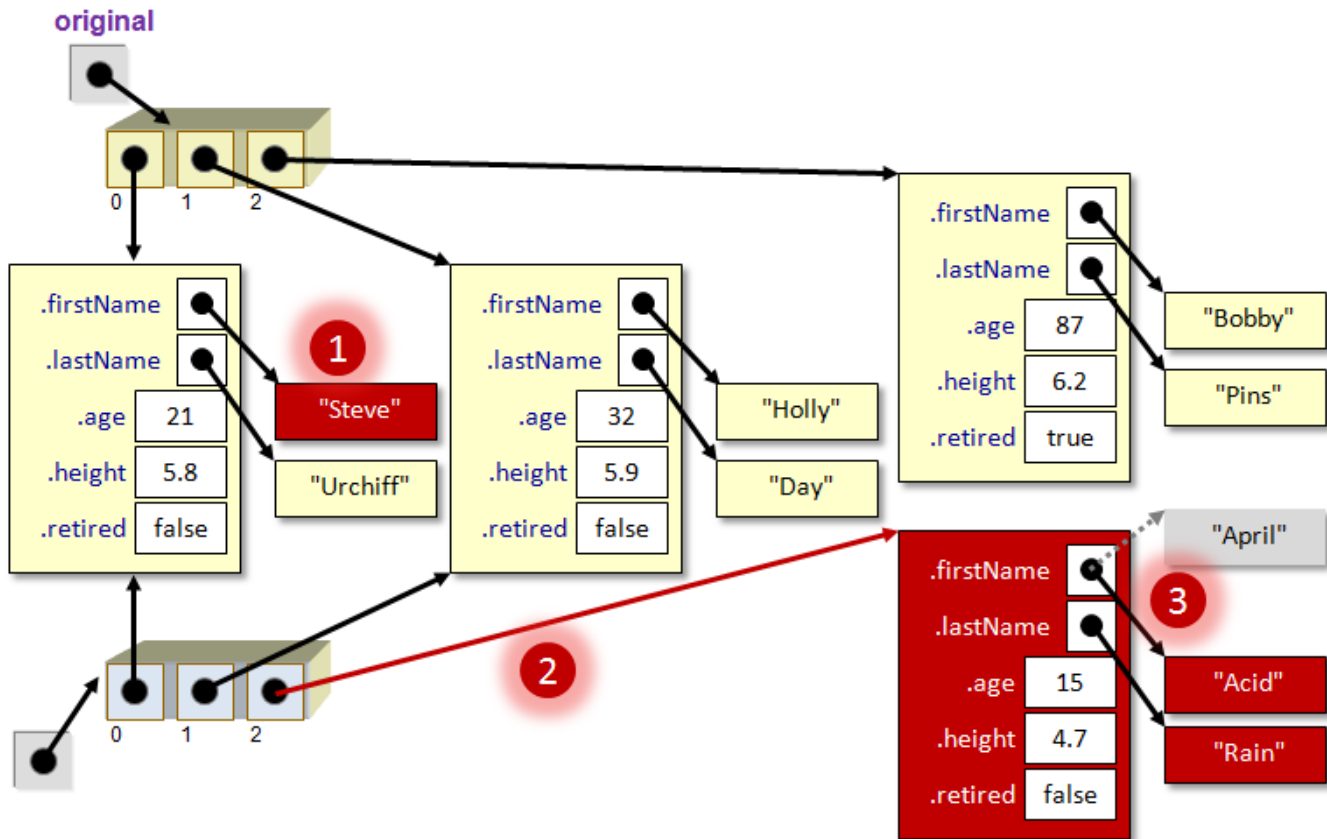 original
0 1 2
.firstName
.lastName
.age 21
.height 5.8
.retired false
1
"Steve"
"Urchiff"
.firstName
.lastName
.age 32
.height 5.9
.retired false
"Holly"
"Day"
.firstName
.lastName
.age 87
.height 6.2
.retired true
"Bobby"
"Pins"
0 1 2
2
.firstName
.lastName
.age 15
.height 4.7
.retired false
"April"
3
"Acid"
"Rain"